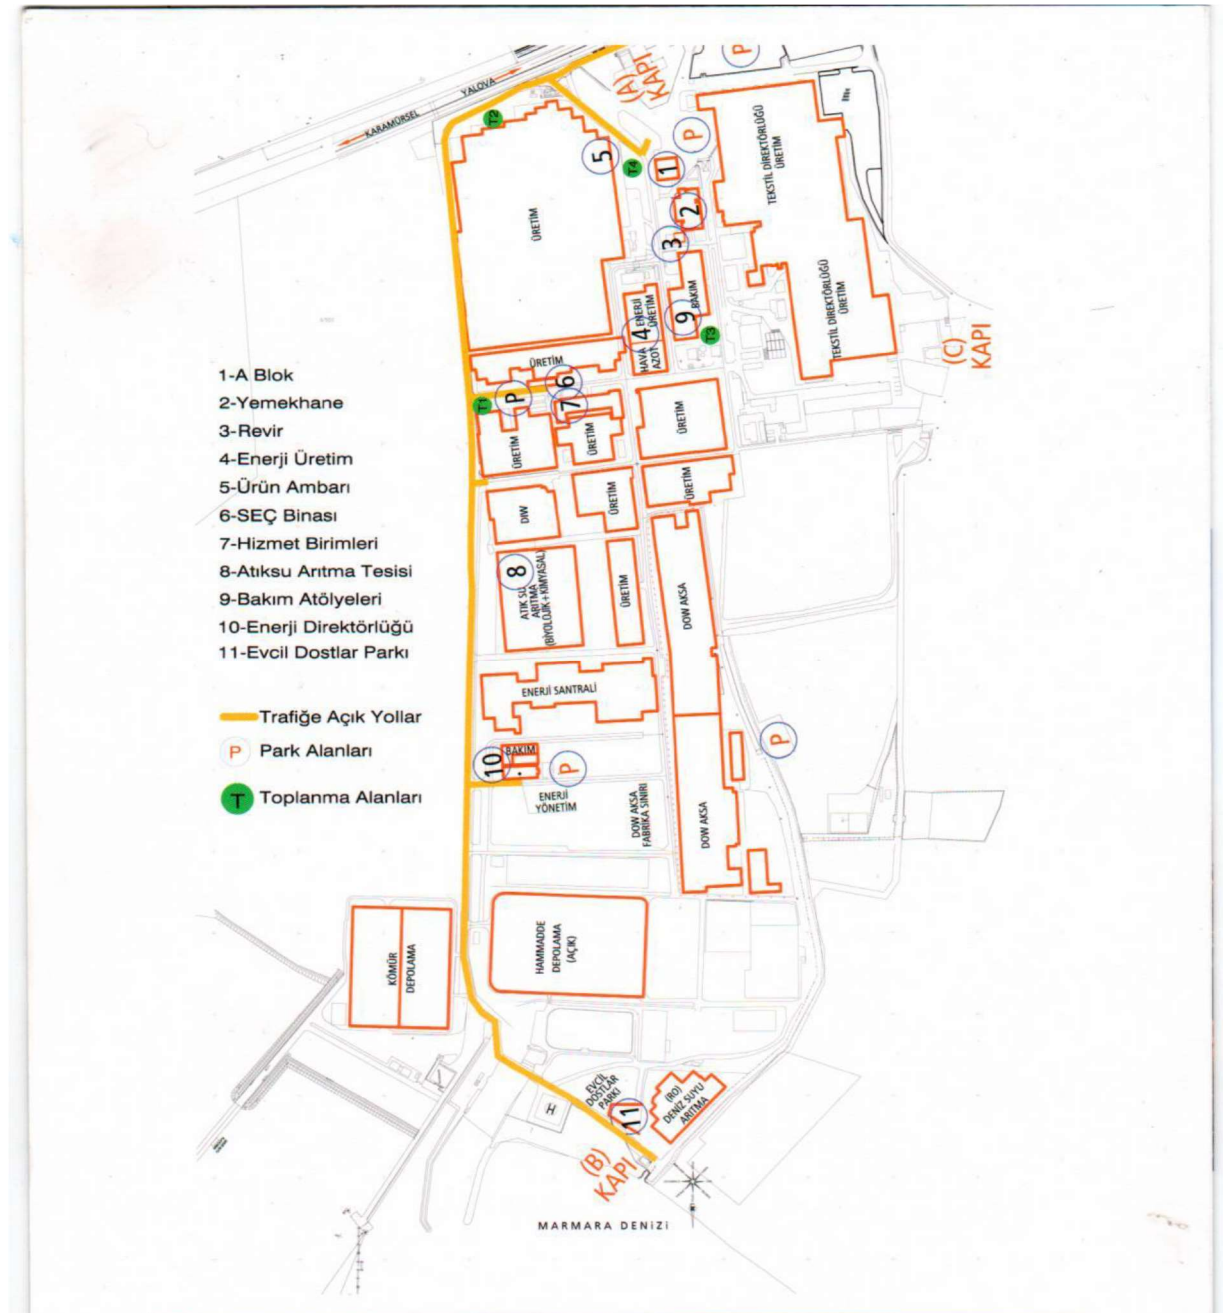 P
(A)
KAPI
YALOVA
KARAMÜRSEL
T2
5
T4
1
P
2
3
ÜRETİM
TEKSTİL DİREKTÖRLÜĞÜ
ÜRETİM
TEKSTİL DİREKTÖRLÜĞÜ
ÜRETİM
HAVA
AZOT
4
ENERJİ
ÜRETİM
9
BAKIM
T3
(C)
KAPI
ÜRETİM
6
7
P
T1
ÜRETİM
ÜRETİM
ÜRETİM
1-A Blok
2-Yemekhane
3-Revir
4-Enerji Üretim
5-Ürün Ambarı
6-SEÇ Binası
7-Hizmet Birimleri
8-Atıksu Arıtma Tesisi
9-Bakım Atölyeleri
10-Enerji Direktörlüğü
11-Evcil Dostlar Parkı
Trafiğe Açık Yollar
P Park Alanları
T Toplanma Alanları
DIW
ÜRETİM
ÜRETİM
8
ATIK SU
ARITMA
(BİYOLOJİK+KİMYASAL)
ÜRETİM
DOW AKSA
ENERJİ SANTRALİ
10
BAKIM
P
P
ENERJİ
YÖNETİM
DOW AKSA
FABRİKA SINIRI
DOW AKSA
KÖMÜR
DEPOLAMA
HAMMADDE
DEPOLAMA
(AÇIK)
EVCİL
DOSTLAR
PARKI
H
11
(RO)
DENİZ SUYU
ARITMA
(B)
KAPI
MARMARA DENİZİ